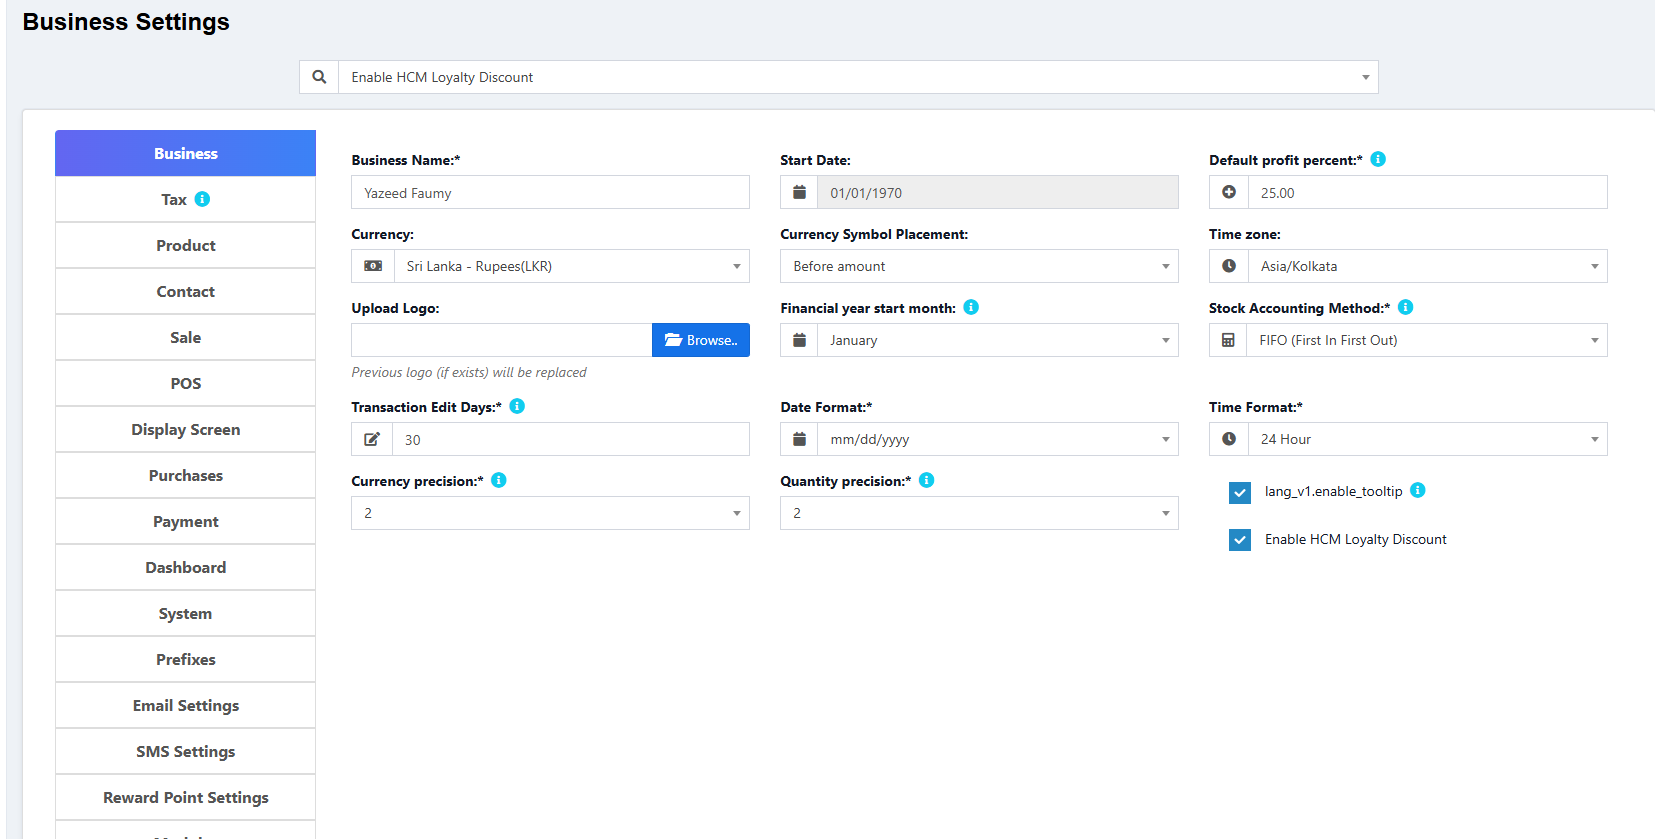 Business Settings
Enable HCM Loyalty Discount
Business
Tax
Product
Contact
Sale
POS
Display Screen
Purchases
Payment
Dashboard
System
Prefixes
Email Settings
SMS Settings
Reward Point Settings
Business Name:*
Yazeed Faumy
Start Date:
01/01/1970
Default profit percent:*
25.00
Currency:
Sri Lanka - Rupees(LKR)
Currency Symbol Placement:
Before amount
Time zone:
Asia/Kolkata
Upload Logo:
Browse..
Previous logo (if exists) will be replaced
Financial year start month:
January
Stock Accounting Method:*
FIFO (First In First Out)
Transaction Edit Days:*
30
Date Format:*
mm/dd/yyyy
Time Format:*
24 Hour
Currency precision:*
2
Quantity precision:*
2
lang_v1.enable_tooltip
Enable HCM Loyalty Discount